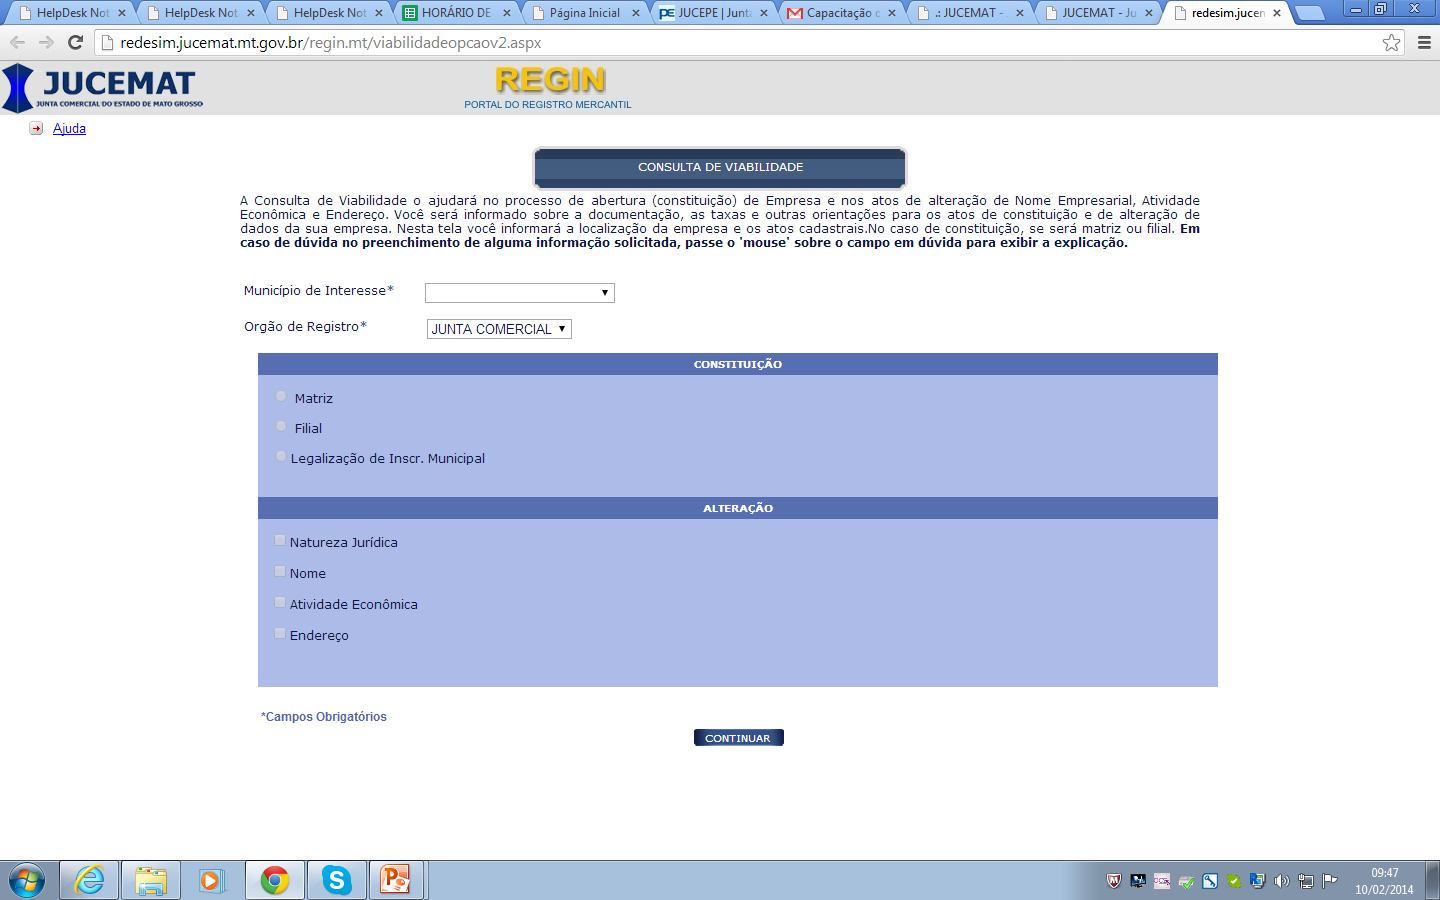 HelpDesk Not
HelpDesk Not
HelpDesk Not
HORÁRIO DE
Página Inicial
JUCEPE | Junta
Capacitação
.: JUCEMAT -
JUCEMAT - Ju
redesim.jucem
redesim.jucemat.mt.gov.br/regin.mt/viabilidadeopcaov2.aspx
JUCEMAT
JUNTA COMERCIAL DO ESTADO DE MATO GROSSO
REGIN
PORTAL DO REGISTRO MERCANTIL
Ajuda
CONSULTA DE VIABILIDADE
A Consulta de Viabilidade o ajudará no processo de abertura (constituição) de Empresa e nos atos de alteração de Nome Empresarial, Atividade
Econômica e Endereço. Você será informado sobre a documentação, as taxas e outras orientações para os atos de constituição e de alteração de
dados da sua empresa. Nesta tela você informará a localização da empresa e os atos cadastrais.No caso de constituição, se será matriz ou filial. Em
caso de dúvida no preenchimento de alguma informação solicitada, passe o 'mouse' sobre o campo em dúvida para exibir a explicação.
Município de Interesse*
Orgão de Registro* JUNTA COMERCIAL
CONSTITUIÇÃO
Matriz
Filial
Legalização de Inscr. Municipal
ALTERAÇÃO
Natureza Jurídica
Nome
Atividade Econômica
Endereço
*Campos Obrigatórios
CONTINUAR
09:47
10/02/2014